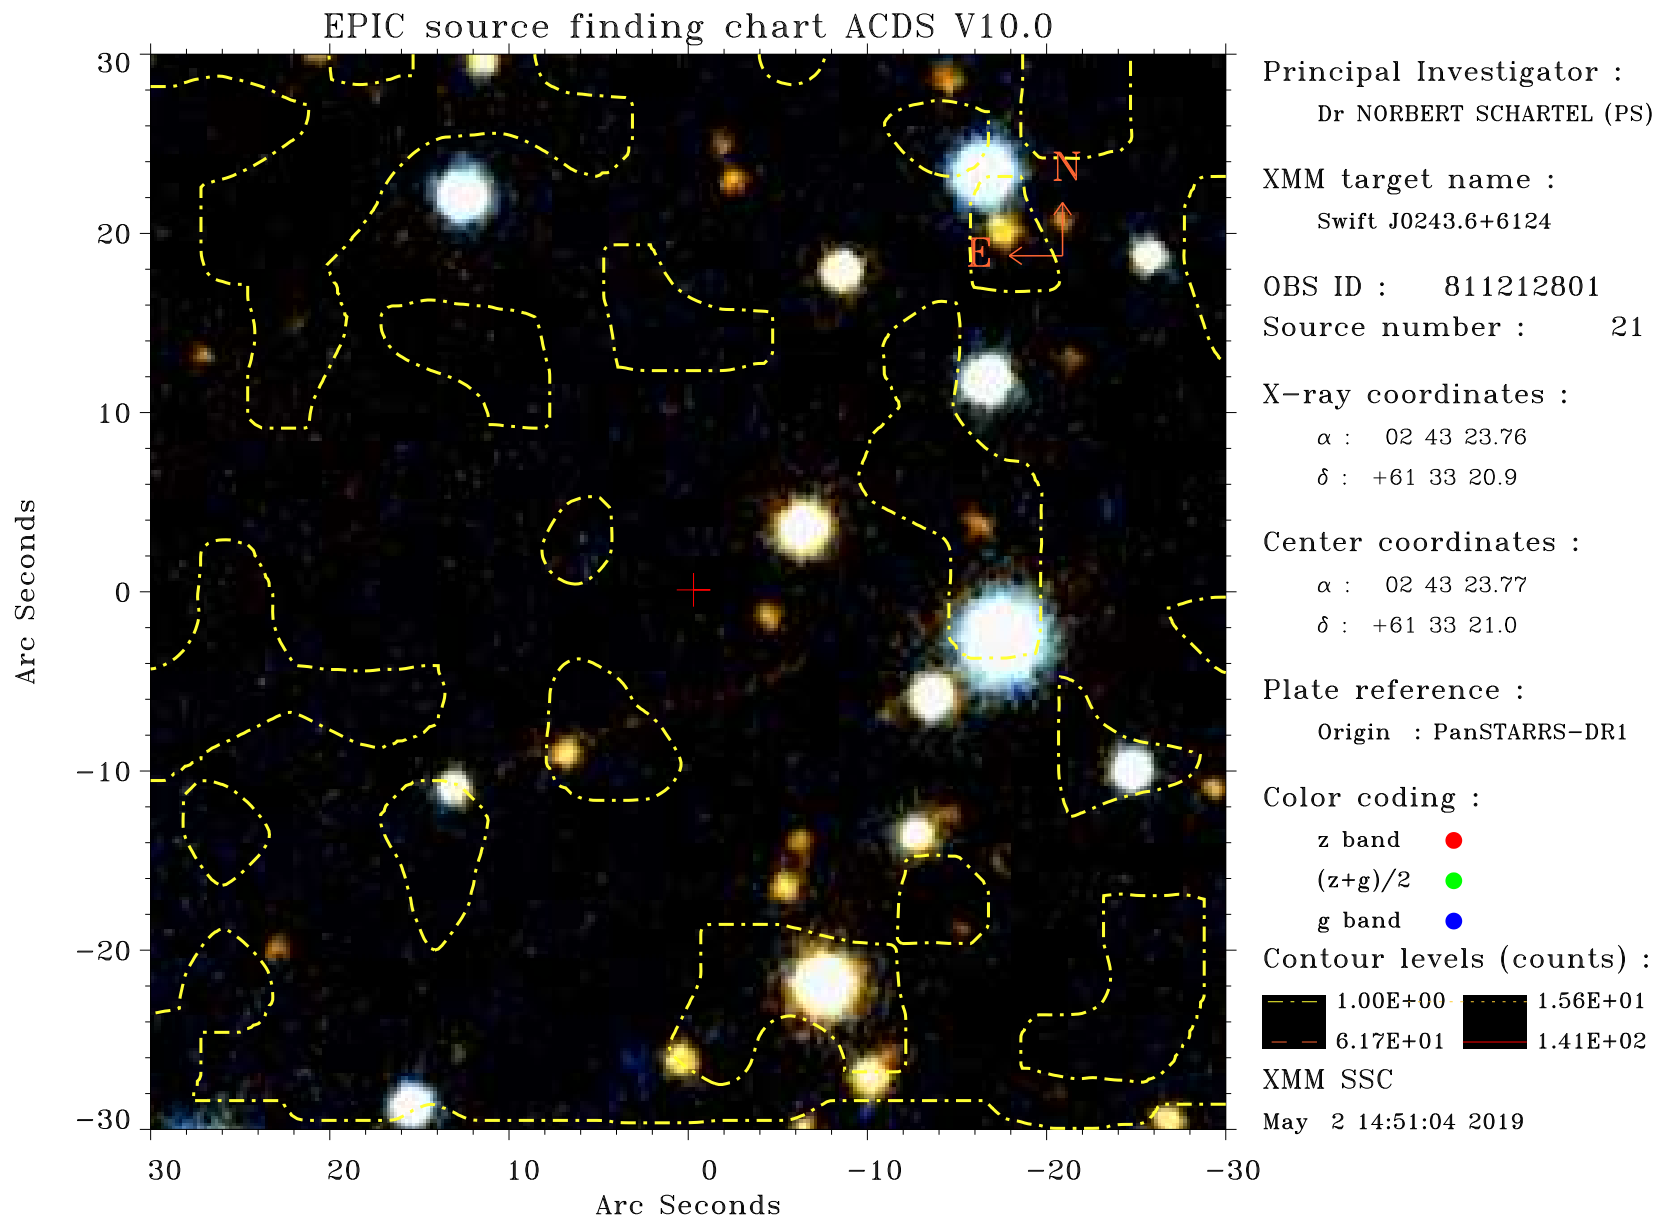 EPIC source finding chart ACDS V10.0
30
20
10
0
−10
−20
−30
Arc Seconds
30
20
10
0
−10
−20
−30
Arc Seconds
N
E
Principal Investigator :
Dr NORBERT SCHARTEL (PS)
XMM target name :
Swift J0243.6+6124
OBS ID : 811212801
Source number : 21
X−ray coordinates :
α : 02 43 23.76
δ : +61 33 20.9
Center coordinates :
α : 02 43 23.77
δ : +61 33 21.0
Plate reference :
Origin : PanSTARRS−DR1
Color coding :
z band
(z+g)/2
g band
Contour levels (counts) :
1.00E+00 1.56E+01
6.17E+01 1.41E+02
XMM SSC
May 2 14:51:04 2019